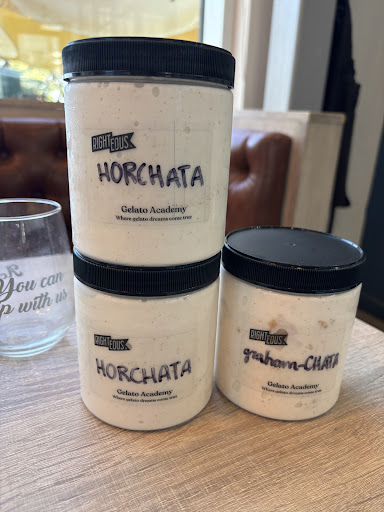 RIGHTEOUS
HORCHATA
Gelato Academy
Where gelato dreams come true
RIGHTEOUS
HORCHATA
Gelato Academy
Where gelato dreams come true
RIGHTEOUS
graham-CHATA
Gelato Academy
Where gelato dreams come true
You can
p with us